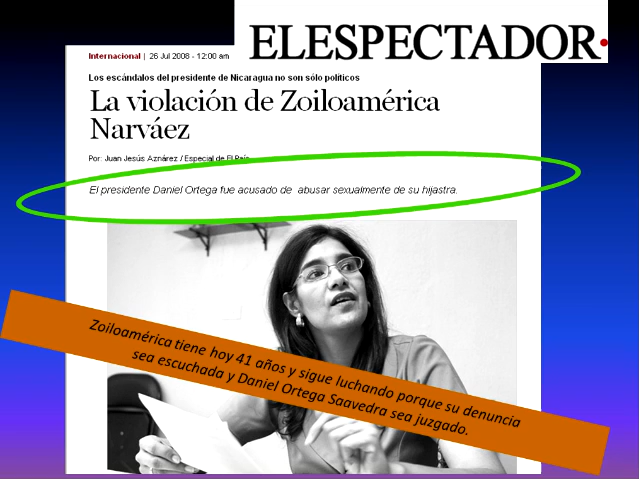 ELESPECTADOR
Internacional | 26 Jul 2008 - 12:00 am
Los escándalos del presidente de Nicaragua no son sólo políticos
La violación de Zoiloamérica
Narváez
Por: Juan Jesús Aznárez / Especial de El País
El presidente Daniel Ortega fue acusado de abusar sexualmente de su hijastra.
Zoiloamérica tiene hoy 41 años y sigue luchando porque su denuncia
sea escuchada y Daniel Ortega Saavedra sea juzgado.